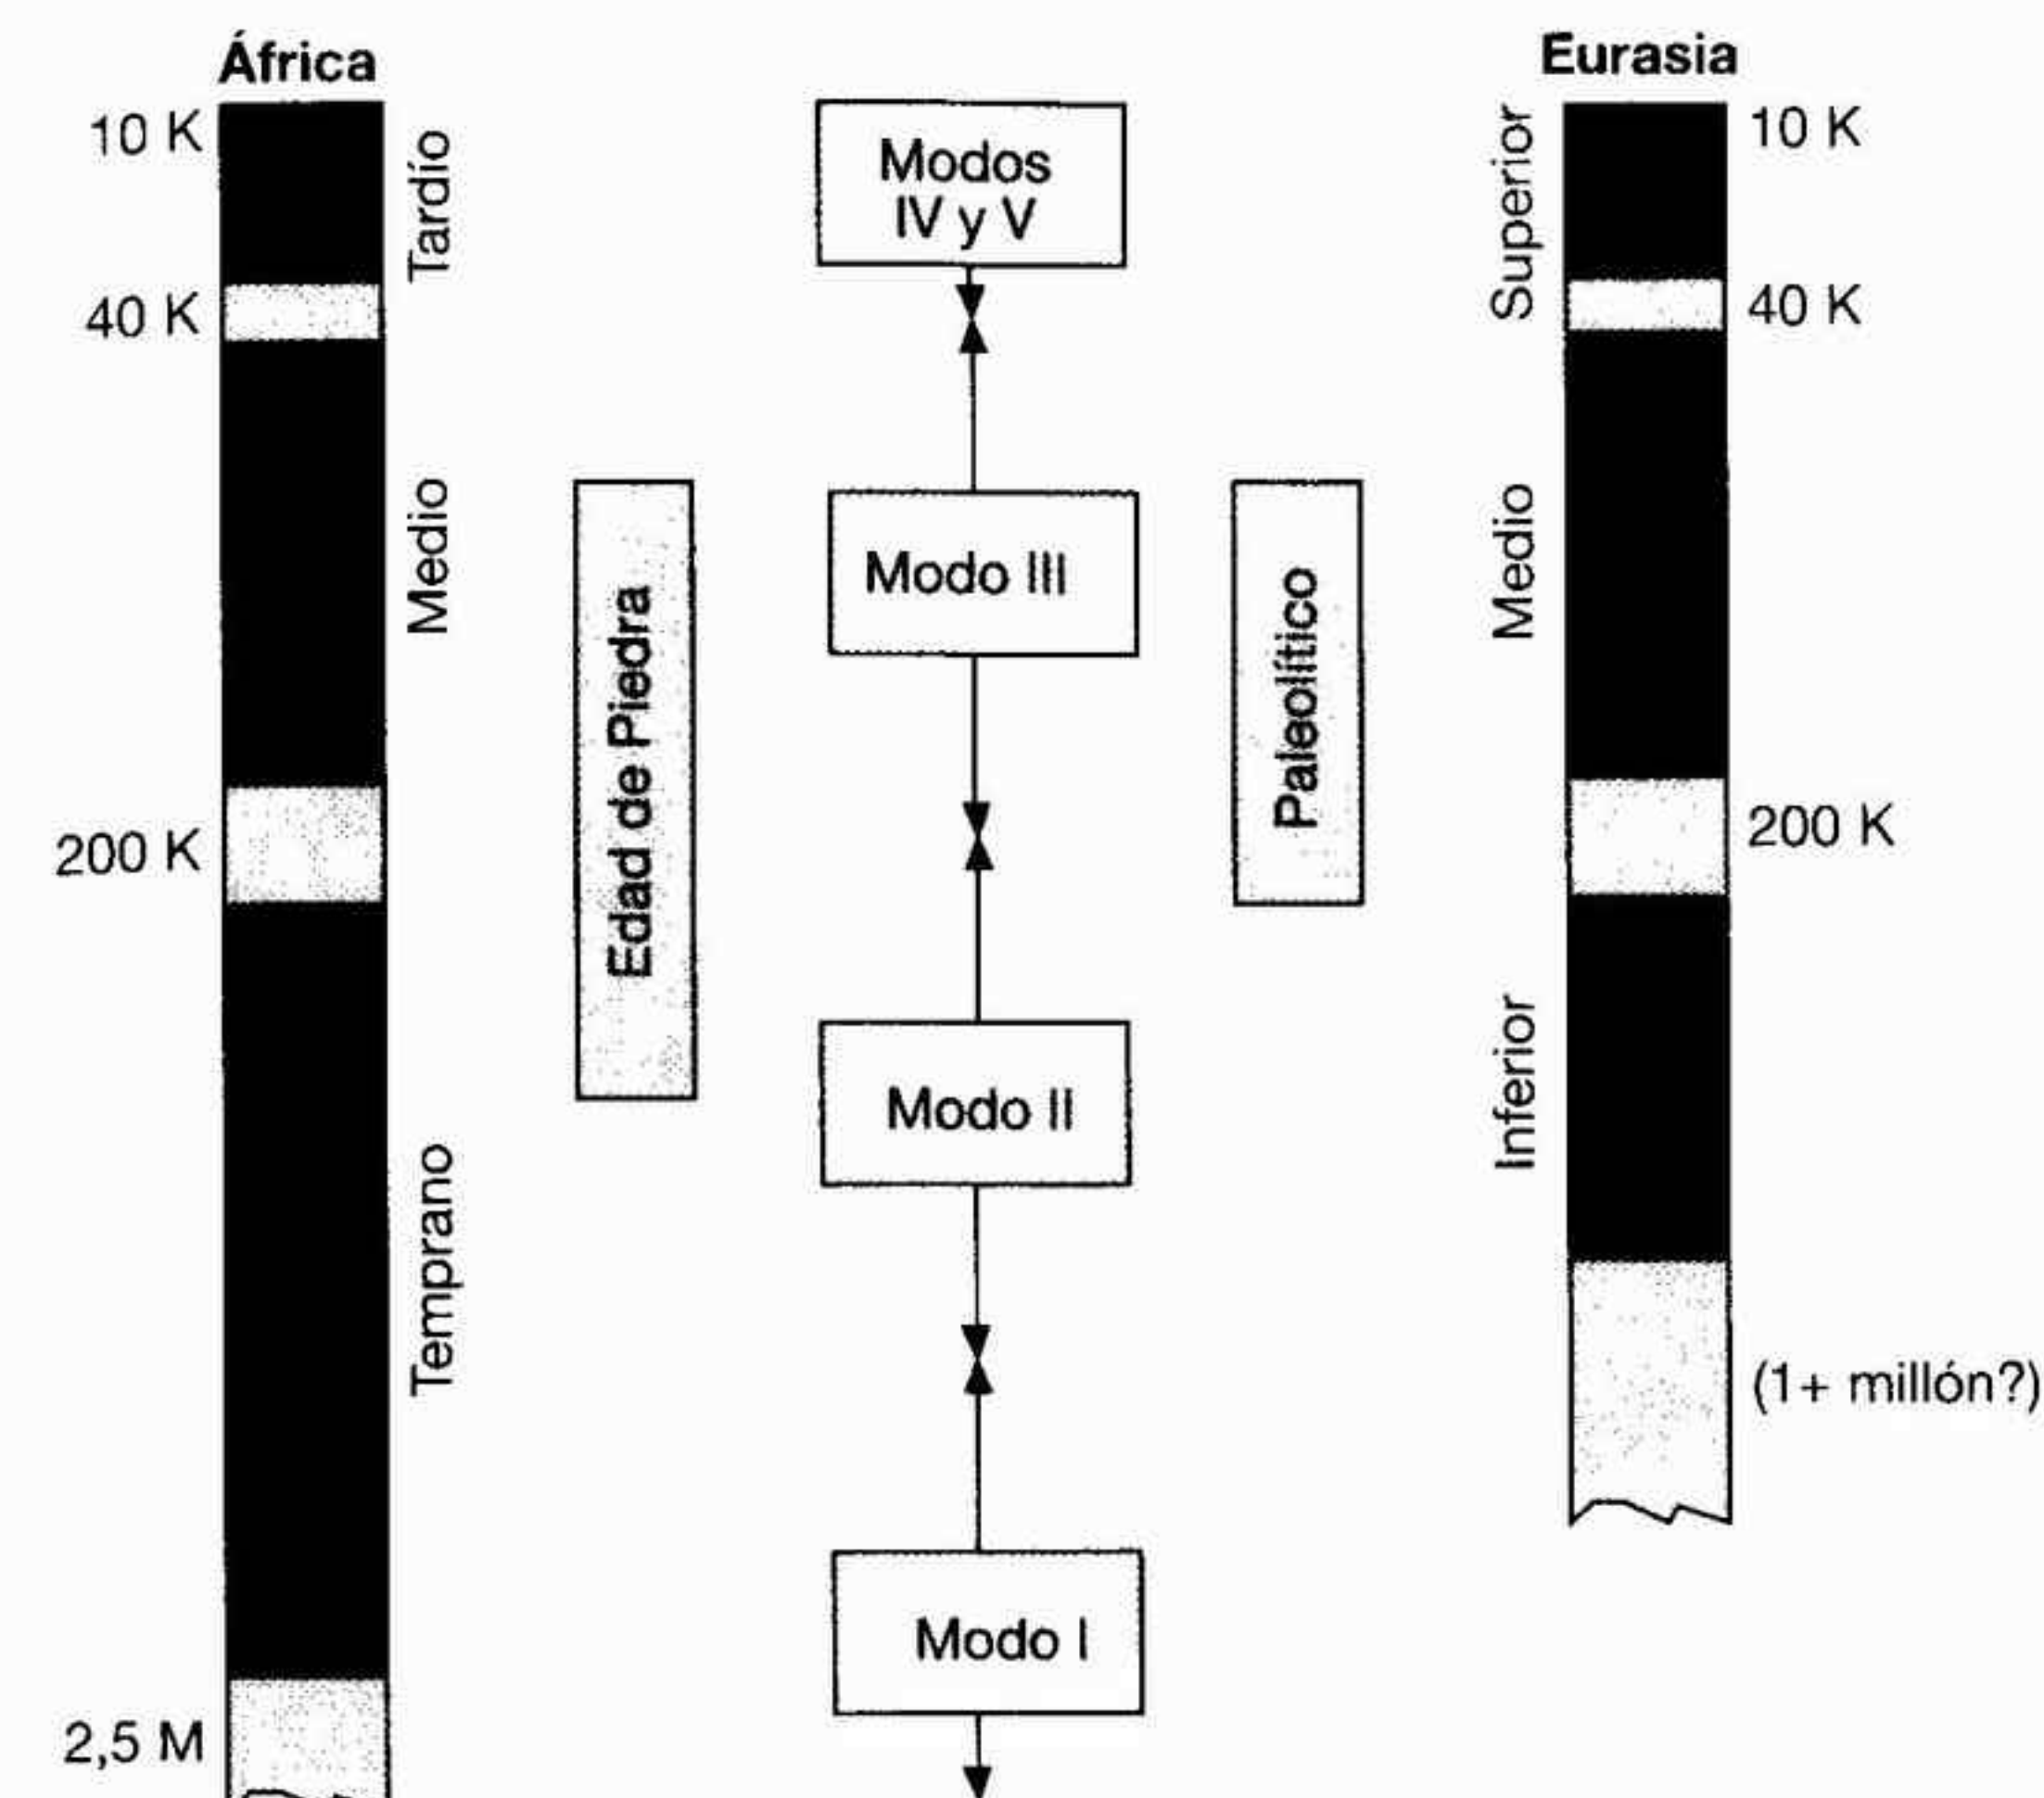 África
10 K
40 K
200 K
2,5 M
Tardío
Medio
Temprano
Edad de Piedra
Modos
IV y V
Modo III
Modo II
Modo I
Paleolítico
Eurasia
Superior
Medio
Inferior
10 K
40 K
200 K
(1+ millón?)